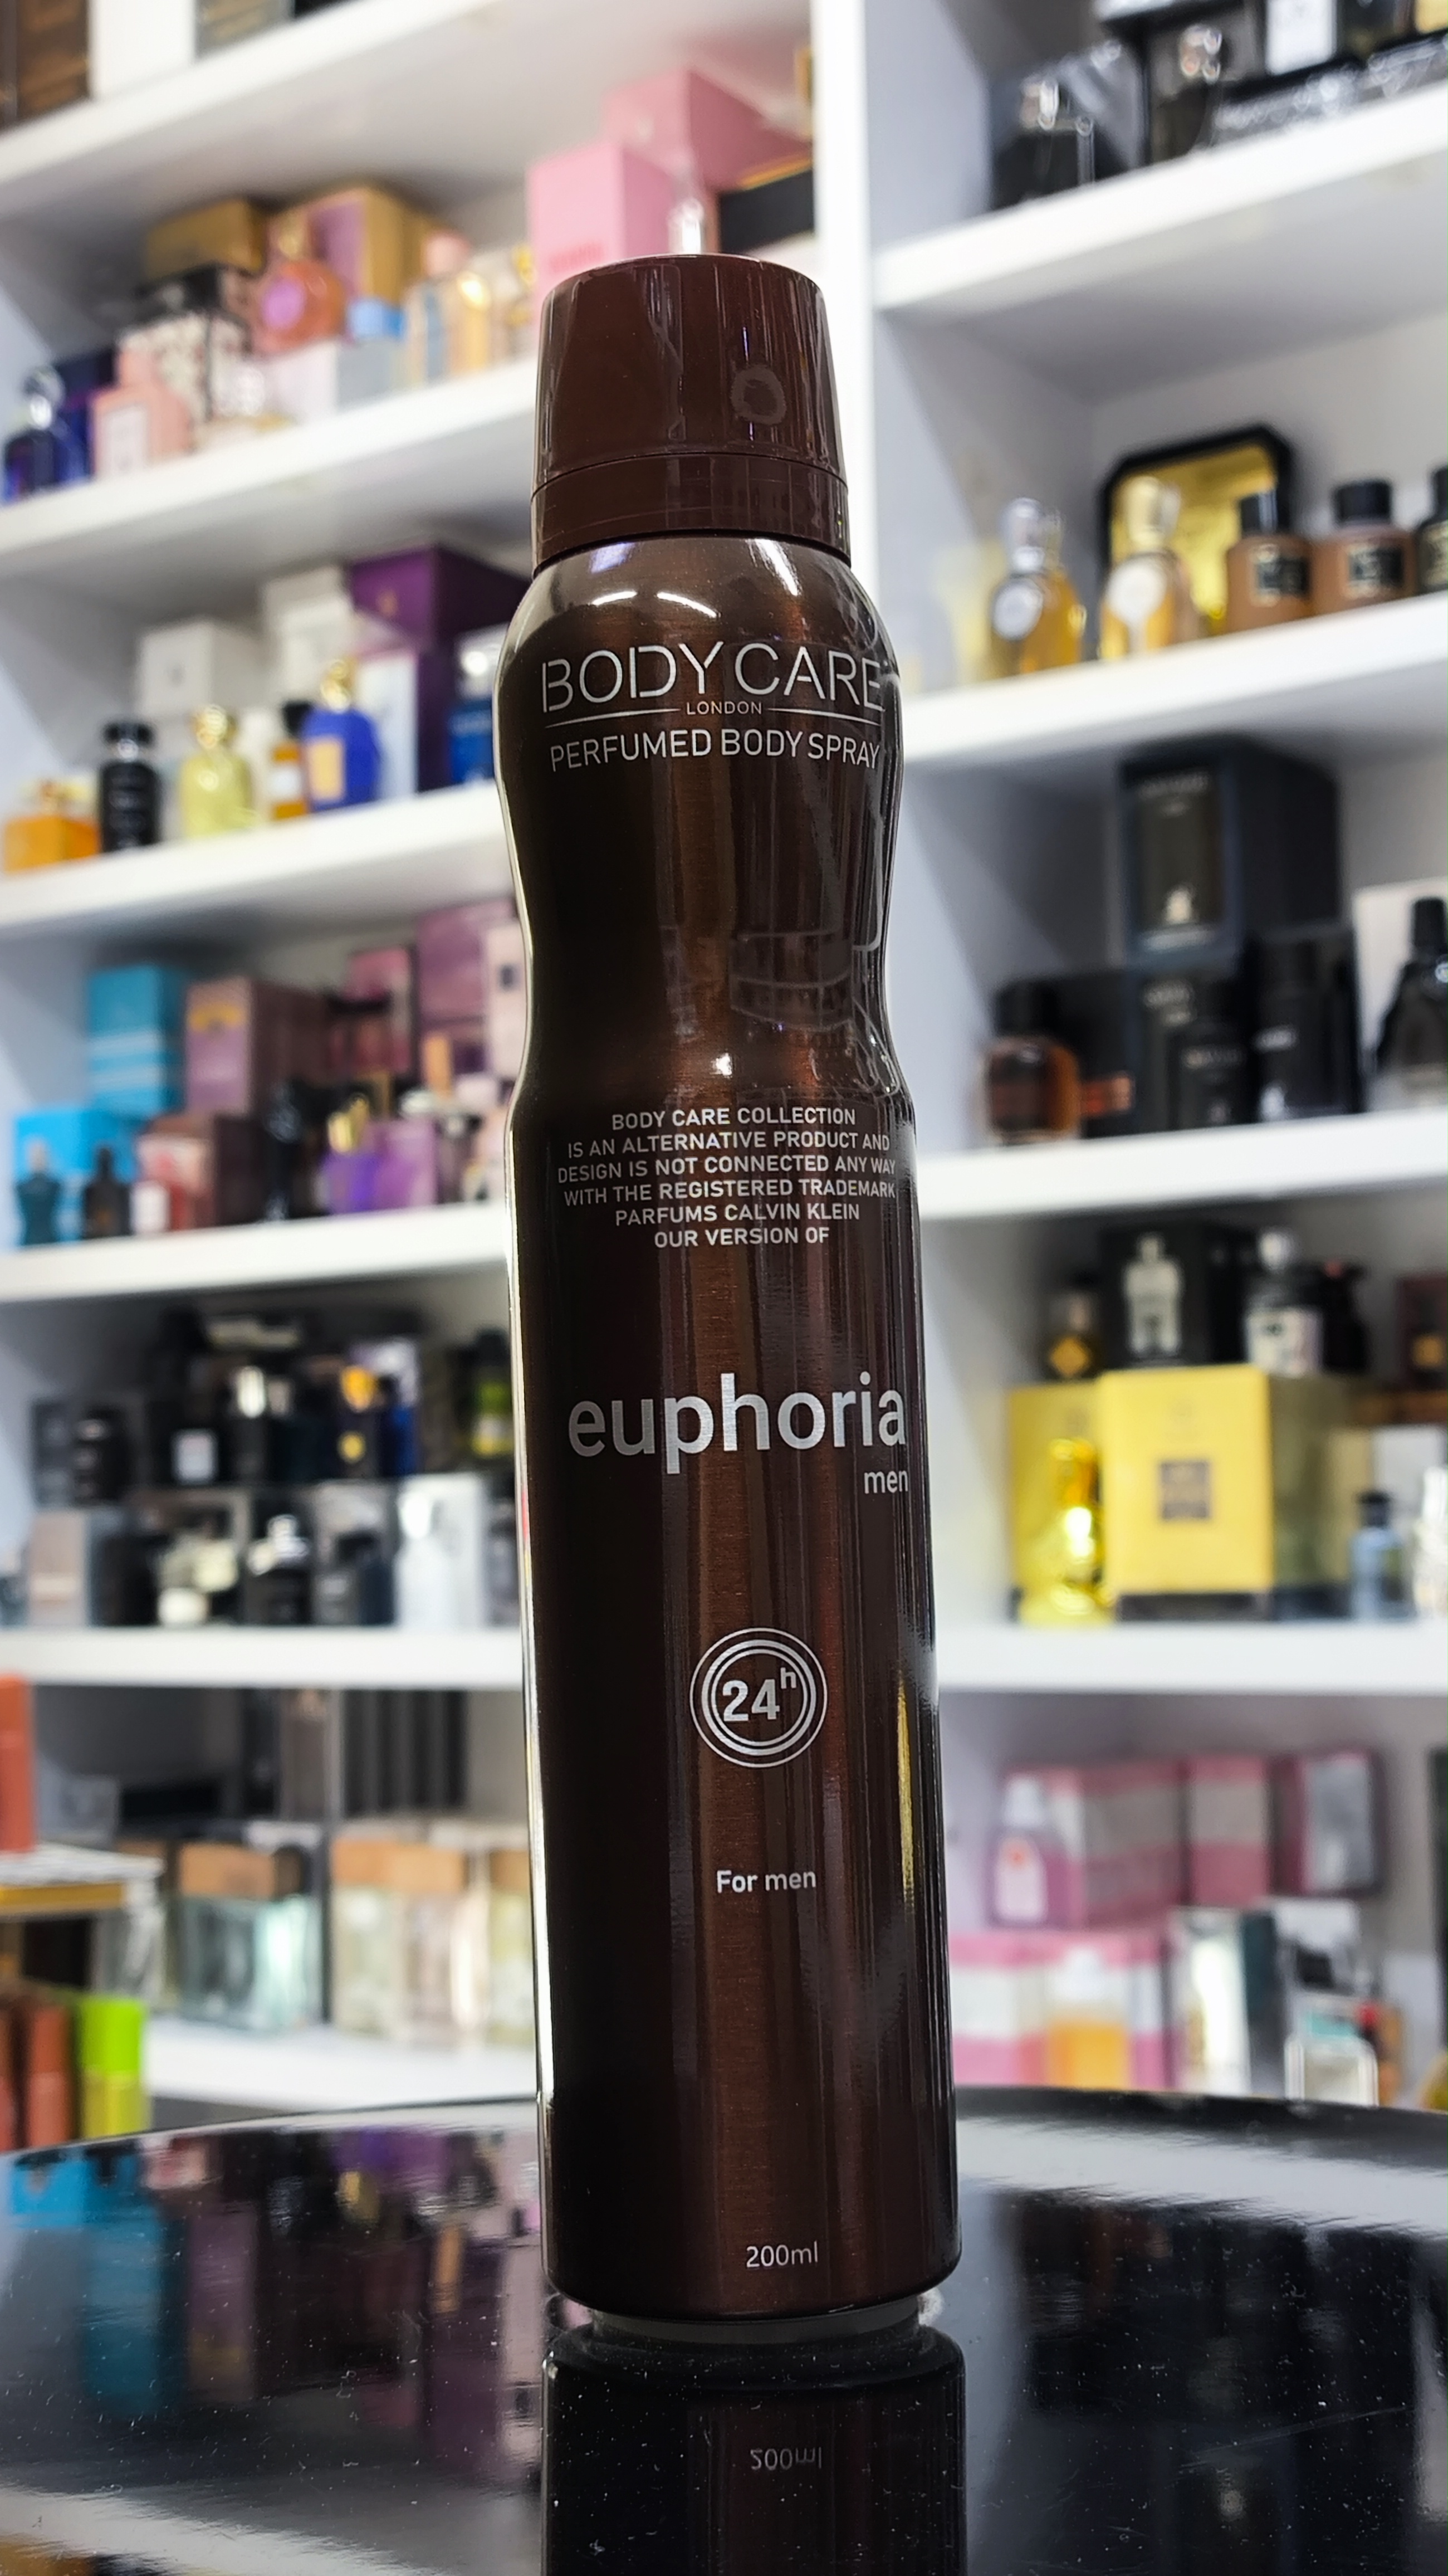 BODY CARE
LONDON
PERFUMED BODY SPRAY
BODY CARE COLLECTION
IS AN ALTERNATIVE PRODUCT AND
DESIGN IS NOT CONNECTED ANY WAY
WITH THE REGISTERED TRADEMARK
PARFUMS CALVIN KLEIN
OUR VERSION OF
euphoria
men
24h
For men
200ml